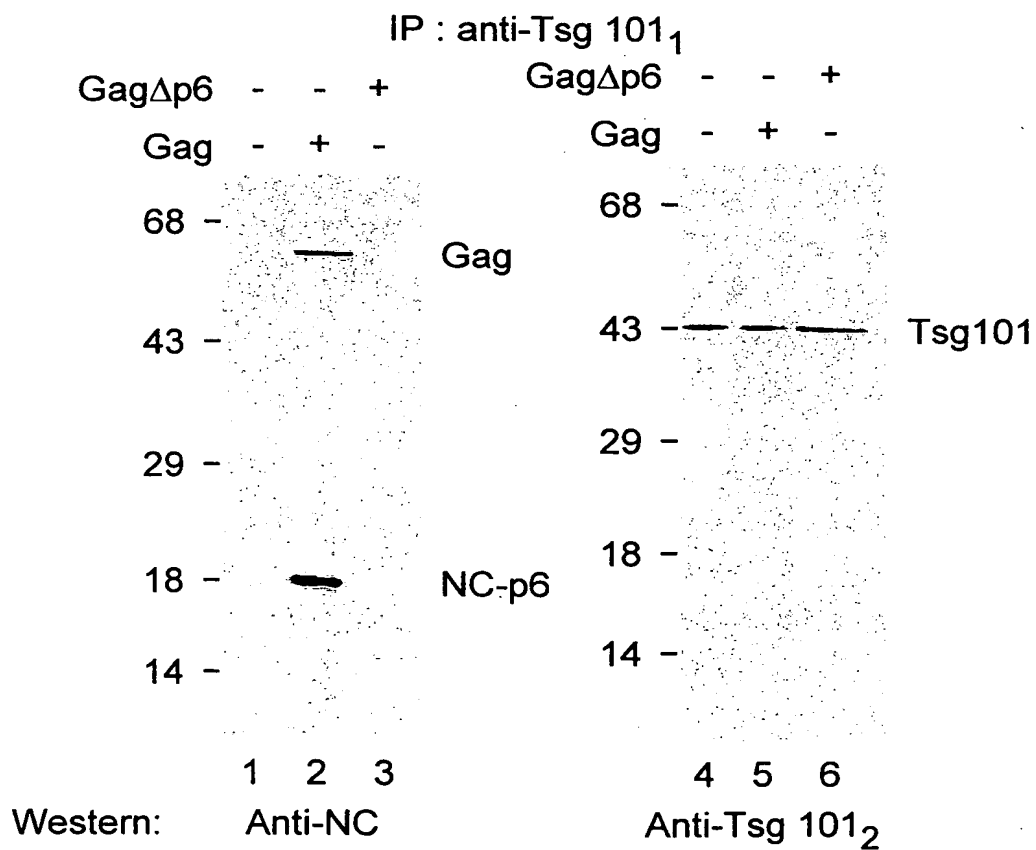 IP : anti-Tsg 101₁
GagΔp6 - - +
Gag - + -
68
43
29
18
14
Gag
NC-p6
1 2 3
GagΔp6 - - +
Gag - + -
68
43
29
18
14
Tsg101
4 5 6
Western: Anti-NC Anti-Tsg 101₂